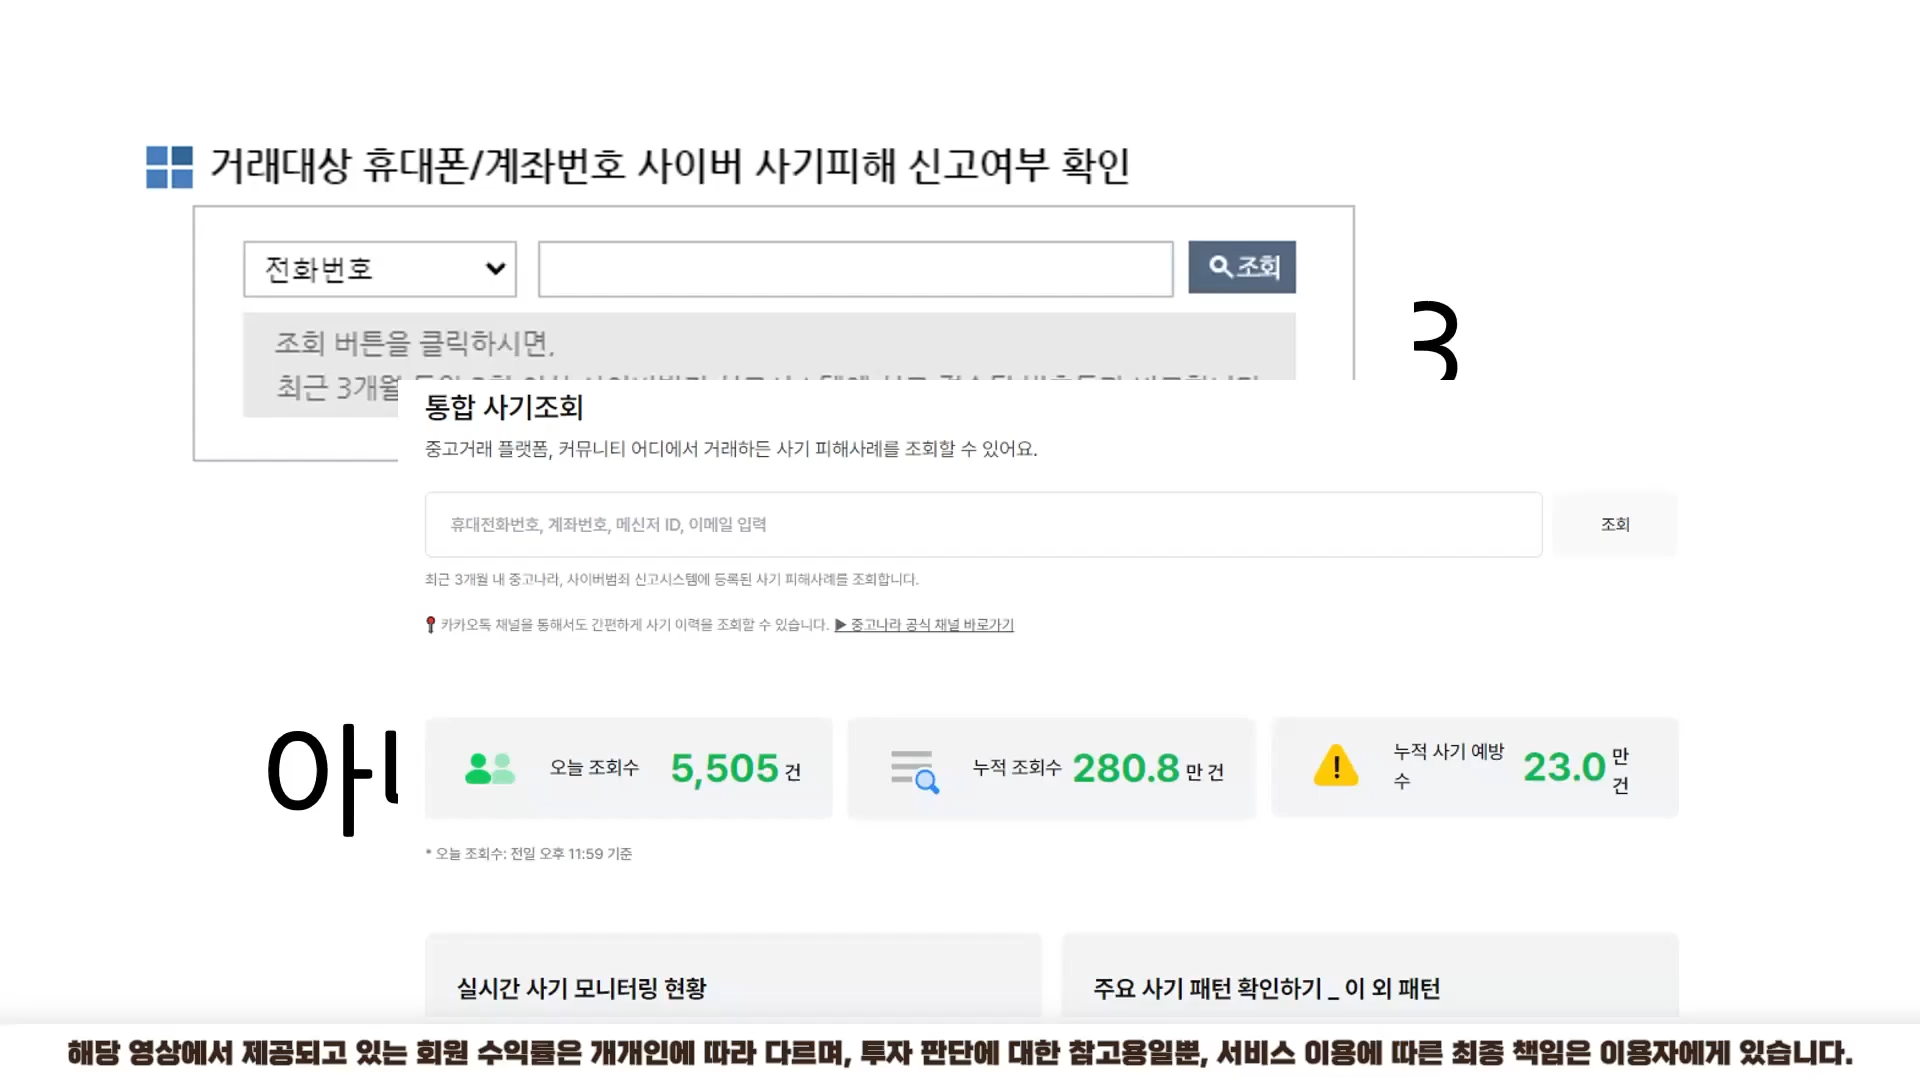 거래대상 휴대폰/계좌번호 사이버 사기피해 신고여부 확인
전화번호
조회
조회 버튼을 클릭하시면,
최근 3개월
3
통합 사기조회
중고거래 플랫폼, 커뮤니티 어디에서 거래하든 사기 피해사례를 조회할 수 있어요.
휴대전화번호, 계좌번호, 메신저 ID, 이메일 입력
조회
최근 3개월 내 중고나라, 사이버범죄 신고시스템에 등록된 사기 피해사례를 조회합니다.
카카오톡 채널을 통해서도 간편하게 사기 이력을 조회할 수 있습니다. ▶ 중고나라 공식 채널 바로가기
오늘 조회수 5,505 건
누적 조회수 280.8 만 건
누적 사기 예방
수
23.0 만
건
* 오늘 조회수: 전일 오후 11:59 기준
실시간 사기 모니터링 현황
주요 사기 패턴 확인하기 _ 이 외 패턴
해당 영상에서 제공되고 있는 회원 수익률은 개개인에 따라 다르며, 투자 판단에 대한 참고용일뿐, 서비스 이용에 따른 최종 책임은 이용자에게 있습니다.